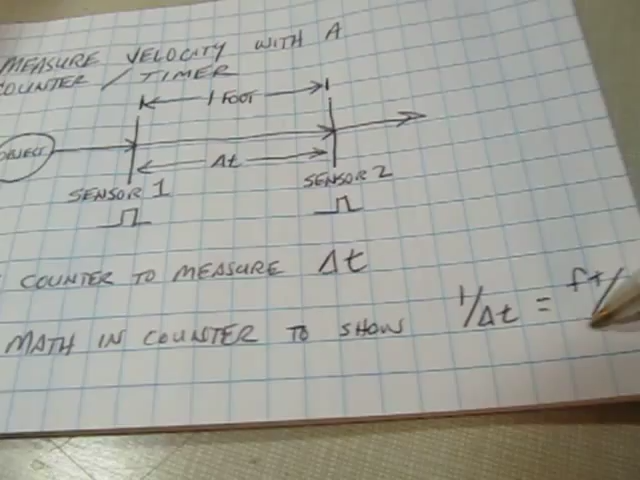 MEASURE VELOCITY WITH A
COUNTER / TIMER
1 FOOT
OBJECT
Δt
SENSOR 1
SENSOR 2
COUNTER TO MEASURE Δt
MATH IN COUNTER TO SHOW 1/Δt = ft/